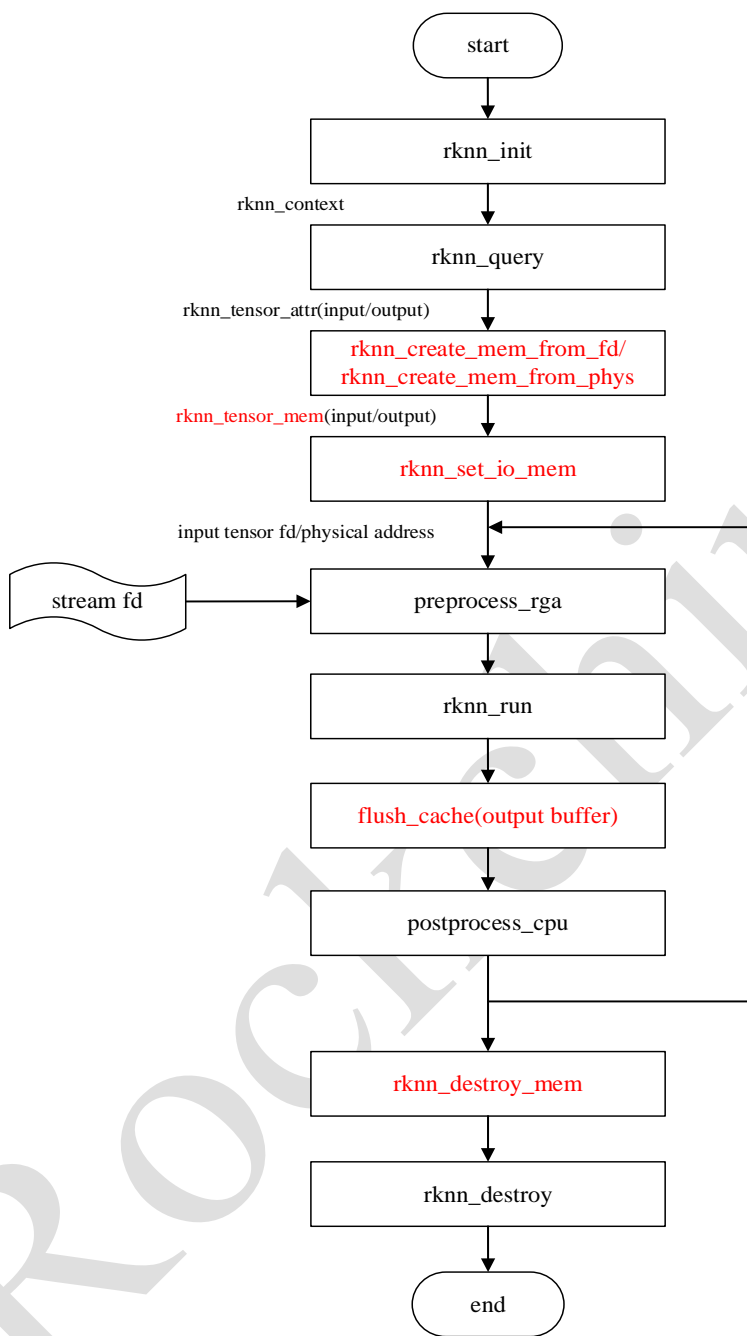 start
rknn_init
rknn_context
rknn_query
rknn_tensor_attr(input/output)
rknn_create_mem_from_fd/
rknn_create_mem_from_phys
rknn_tensor_mem(input/output)
rknn_set_io_mem
input tensor fd/physical address
stream fd
preprocess_rga
rknn_run
flush_cache(output buffer)
postprocess_cpu
rknn_destroy_mem
rknn_destroy
end
Rockchip